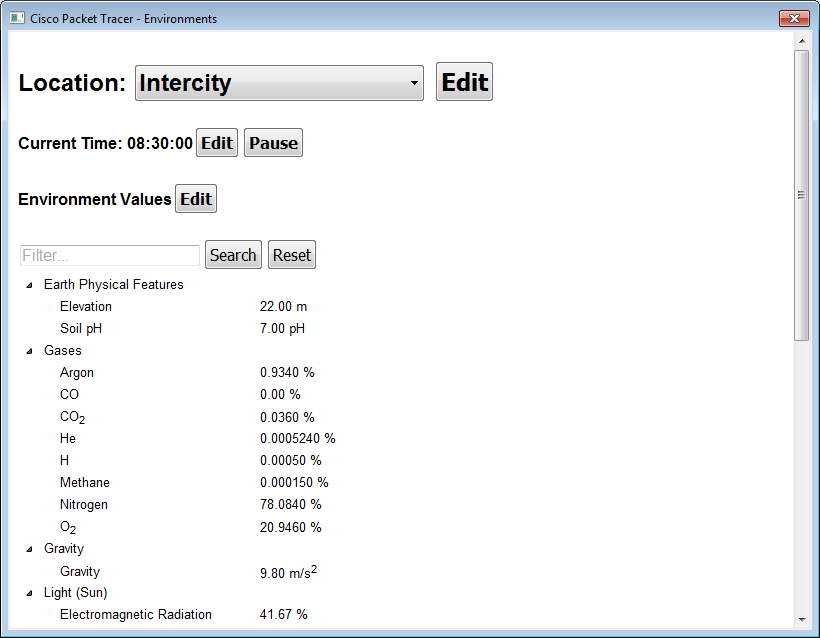 Cisco Packet Tracer - Environments
Location: Intercity Edit
Current Time: 08:30:00 Edit Pause
Environment Values Edit
Filter... Search Reset
Earth Physical Features
Elevation 22.00 m
Soil pH 7.00 pH
Gases
Argon 0.9340 %
CO 0.00 %
CO2 0.0360 %
He 0.0005240 %
H 0.00050 %
Methane 0.000150 %
Nitrogen 78.0840 %
O2 20.9460 %
Gravity
Gravity 9.80 m/s2
Light (Sun)
Electromagnetic Radiation 41.67 %